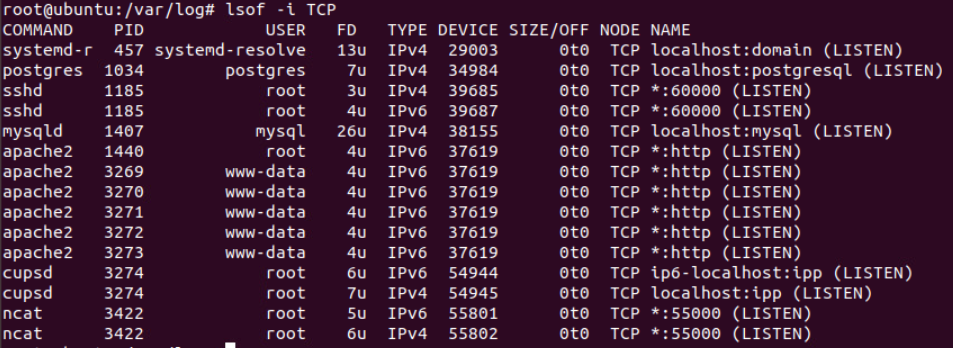 root@ubuntu:/var/log# lsof -i TCP
COMMAND    PID            USER   FD   TYPE DEVICE SIZE/OFF NODE NAME
systemd-r  457 systemd-resolve   13u  IPv4  29003      0t0  TCP localhost:domain (LISTEN)
postgres  1034        postgres    7u  IPv4  34984      0t0  TCP localhost:postgresql (LISTEN)
sshd      1185            root    3u  IPv4  39685      0t0  TCP *:60000 (LISTEN)
sshd      1185            root    4u  IPv6  39687      0t0  TCP *:60000 (LISTEN)
mysqld    1407           mysql   26u  IPv4  38155      0t0  TCP localhost:mysql (LISTEN)
apache2   1440            root    4u  IPv6  37619      0t0  TCP *:http (LISTEN)
apache2   3269        www-data    4u  IPv6  37619      0t0  TCP *:http (LISTEN)
apache2   3270        www-data    4u  IPv6  37619      0t0  TCP *:http (LISTEN)
apache2   3271        www-data    4u  IPv6  37619      0t0  TCP *:http (LISTEN)
apache2   3272        www-data    4u  IPv6  37619      0t0  TCP *:http (LISTEN)
apache2   3273        www-data    4u  IPv6  37619      0t0  TCP *:http (LISTEN)
cupsd     3274            root    6u  IPv6  54944      0t0  TCP ip6-localhost:ipp (LISTEN)
cupsd     3274            root    7u  IPv4  54945      0t0  TCP localhost:ipp (LISTEN)
ncat      3422            root    5u  IPv6  55801      0t0  TCP *:55000 (LISTEN)
ncat      3422            root    6u  IPv4  55802      0t0  TCP *:55000 (LISTEN)